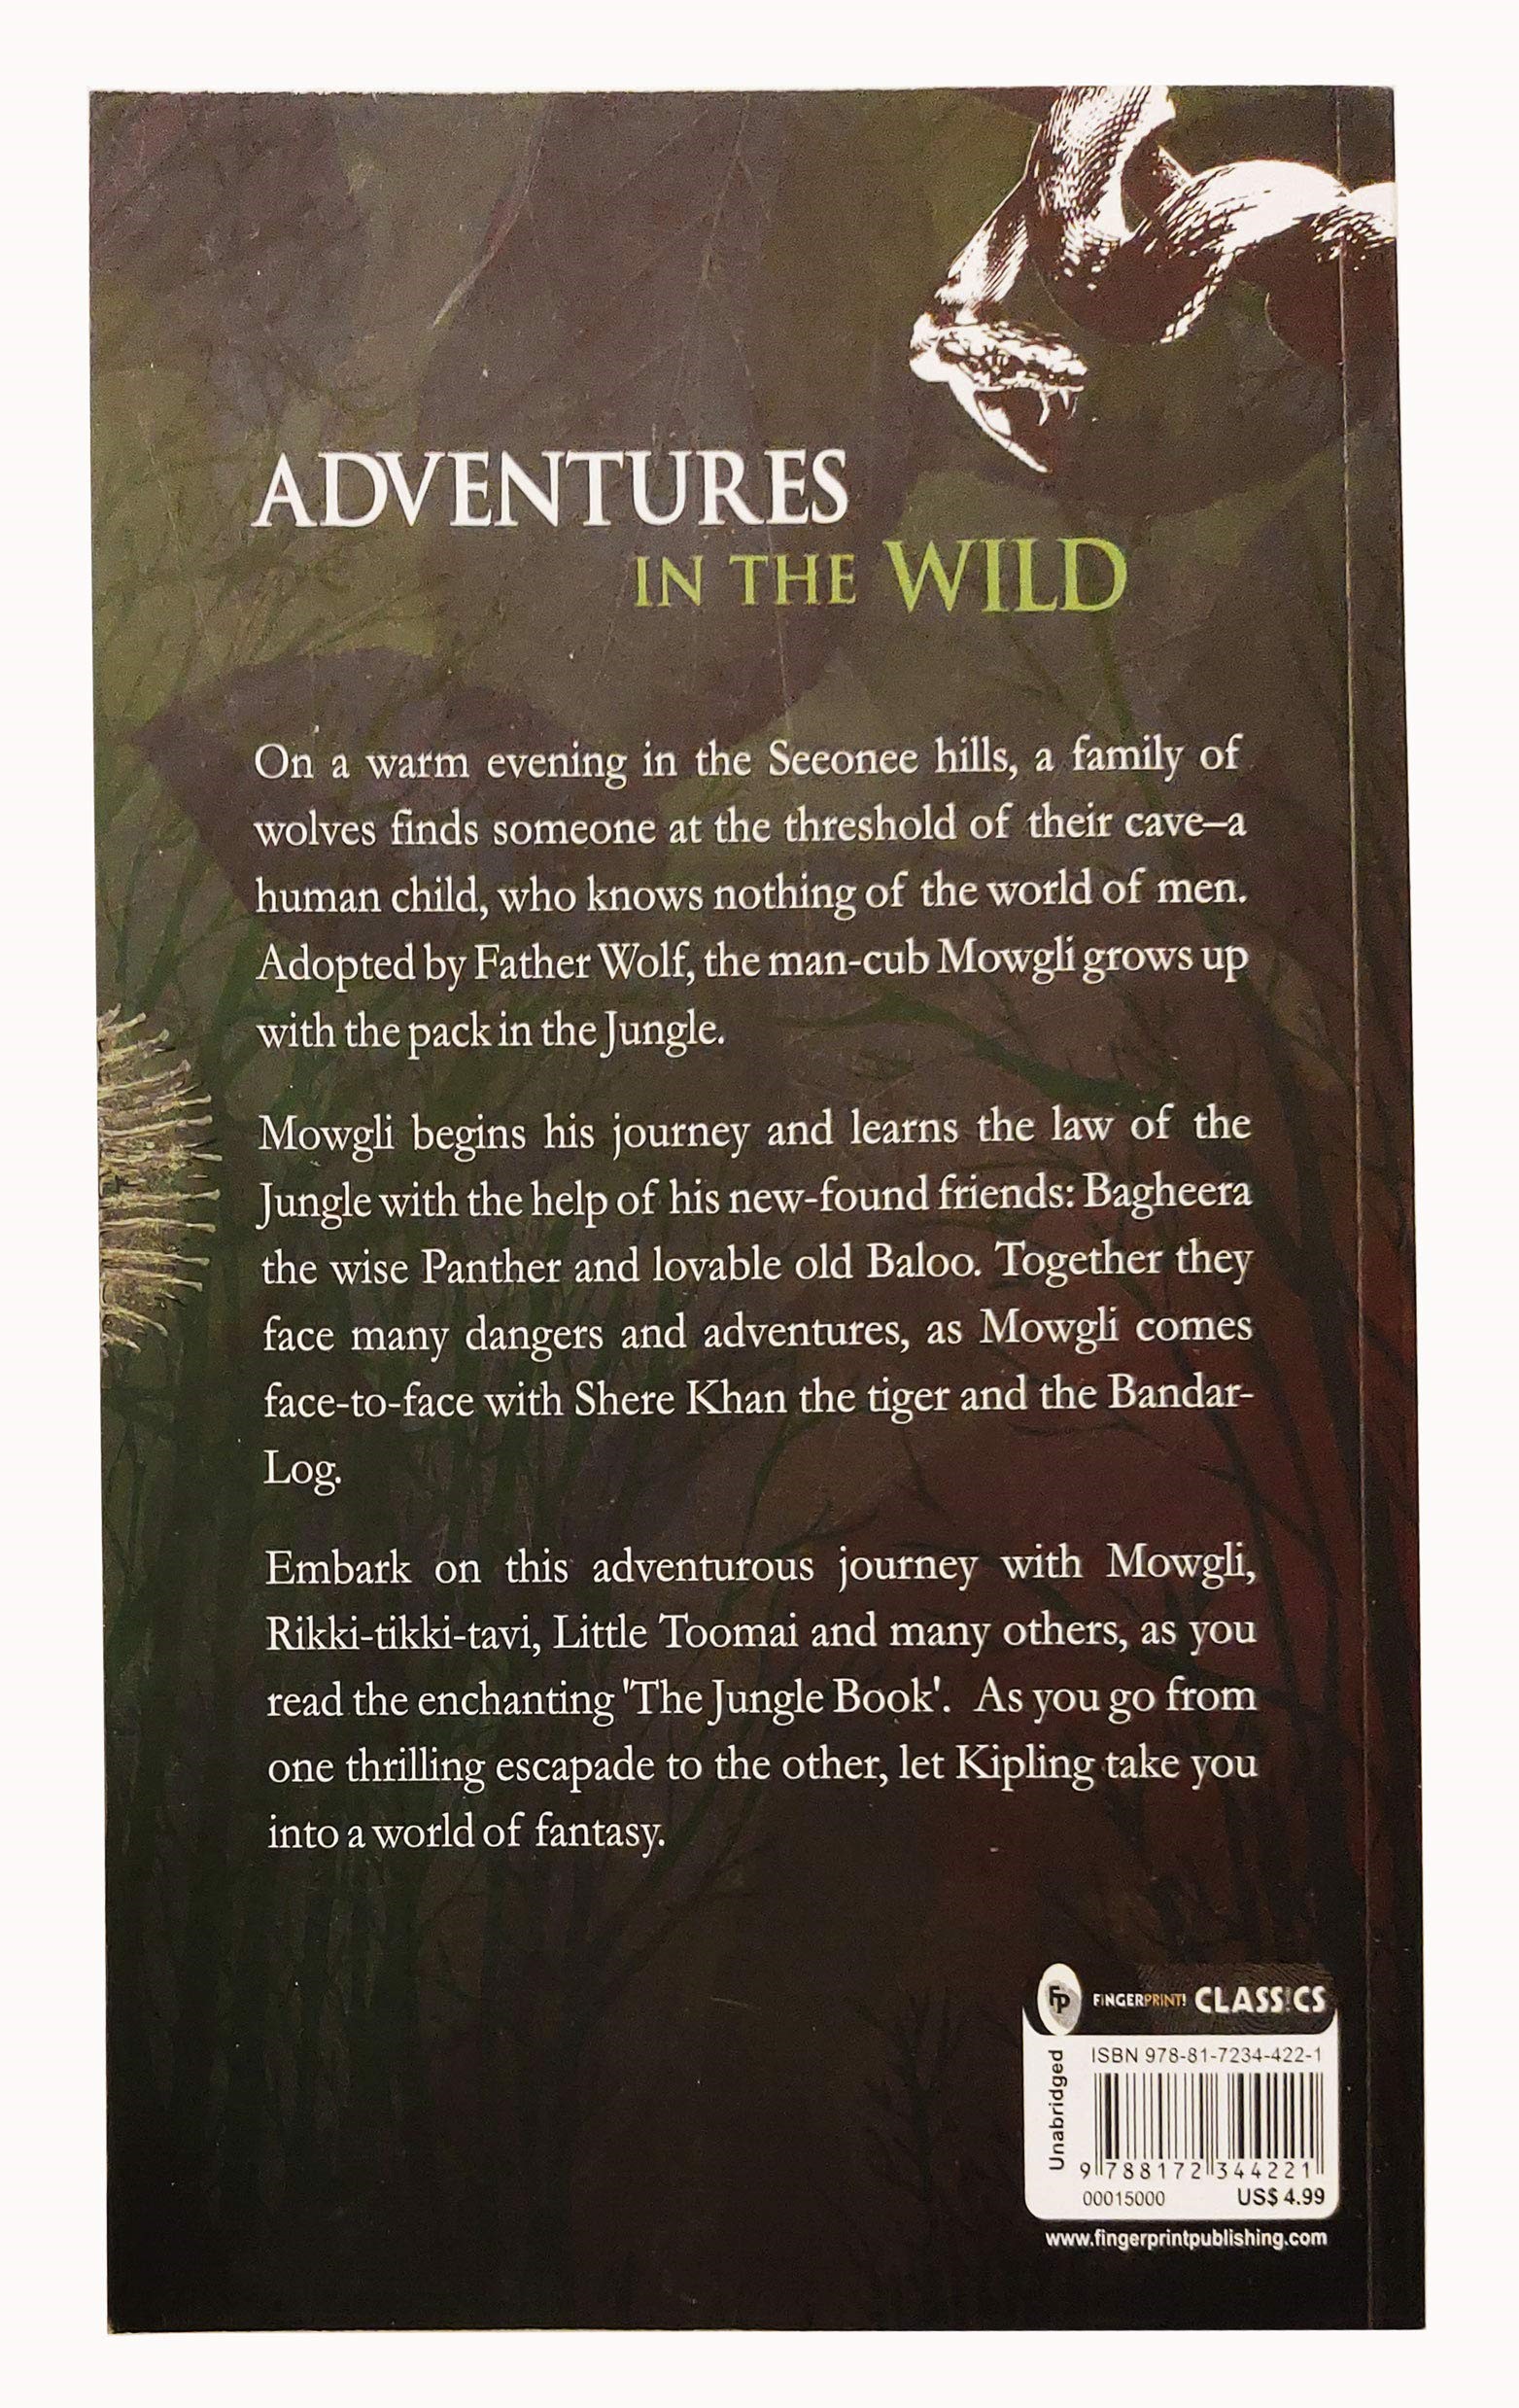 ADVENTURES
IN THE WILD
On a warm evening in the Seeonee hills, a family of
wolves finds someone at the threshold of their cave–a
human child, who knows nothing of the world of men.
Adopted by Father Wolf, the man-cub Mowgli grows up
with the pack in the Jungle.
Mowgli begins his journey and learns the law of the
Jungle with the help of his new-found friends: Bagheera
the wise Panther and lovable old Baloo. Together they
face many dangers and adventures, as Mowgli comes
face-to-face with Shere Khan the tiger and the Bandar-
Log.
Embark on this adventurous journey with Mowgli,
Rikki-tikki-tavi, Little Toomai and many others, as you
read the enchanting 'The Jungle Book'. As you go from
one thrilling escapade to the other, let Kipling take you
into a world of fantasy.
FP FiNGERPRINT! CLASS!CS
ISBN 978-81-7234-422-1
Unabridged
9 788172 344221
00015000 US$ 4.99
www.fingerprintpublishing.com